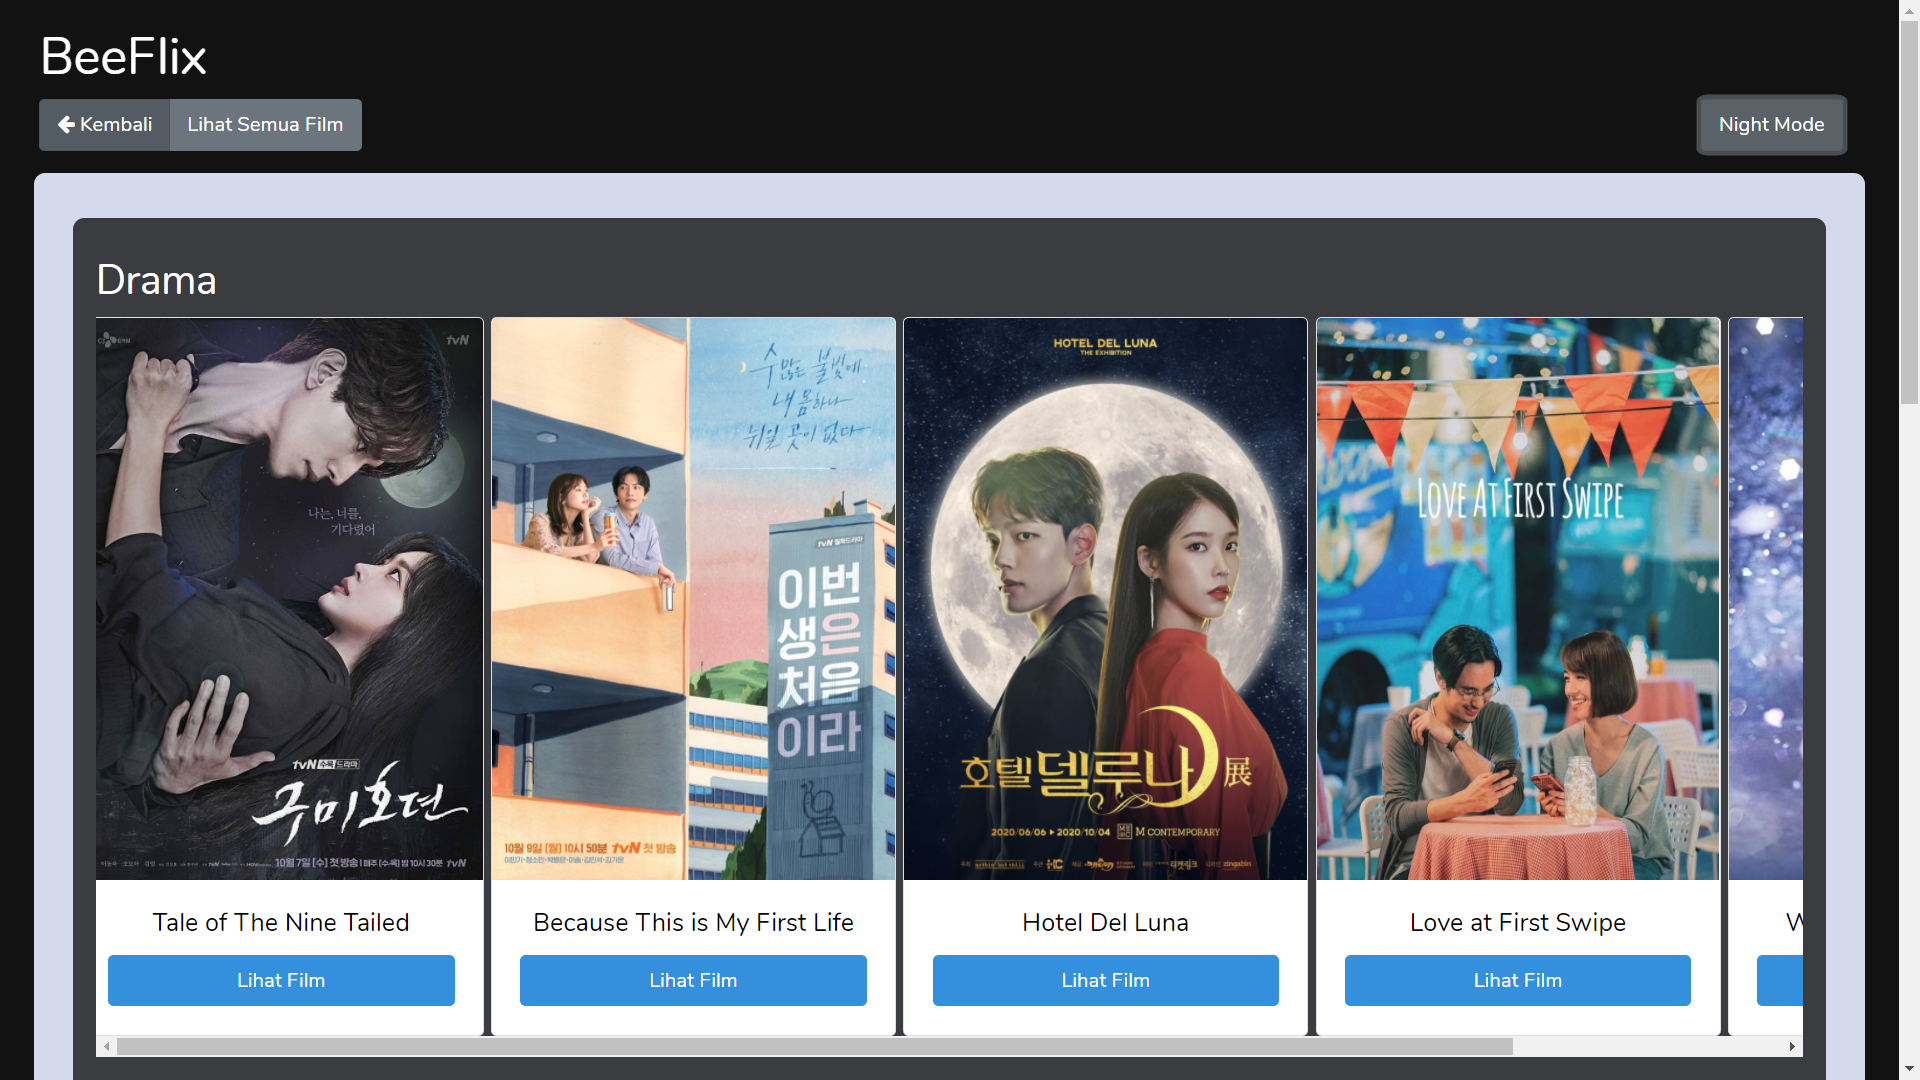 BeeFlix
Kembali
Lihat Semua Film
Night Mode
Drama
tvN
나는, 너를,
기다렸어
tvN 수목드라마
구미호뎐
10월 7일 [수] 첫 방송 | 매주 [수·목] 밤 10시 30분 tvN
수많은 불빛에
내 몸 하나
뉘일 곳이 없다
tvN 월화드라마
이번
생은
처음
이라
10월 9일 (월) 10시 50분 tvN 첫 방송
HOTEL DEL LUNA
THE EXHIBITION
호텔 델루나 展
2020/06/06 ▸ 2020/10/04 M CONTEMPORARY
LOVE AT FIRST SWIPE
Tale of The Nine Tailed
Because This is My First Life
Hotel Del Luna
Love at First Swipe
Lihat Film
Lihat Film
Lihat Film
Lihat Film